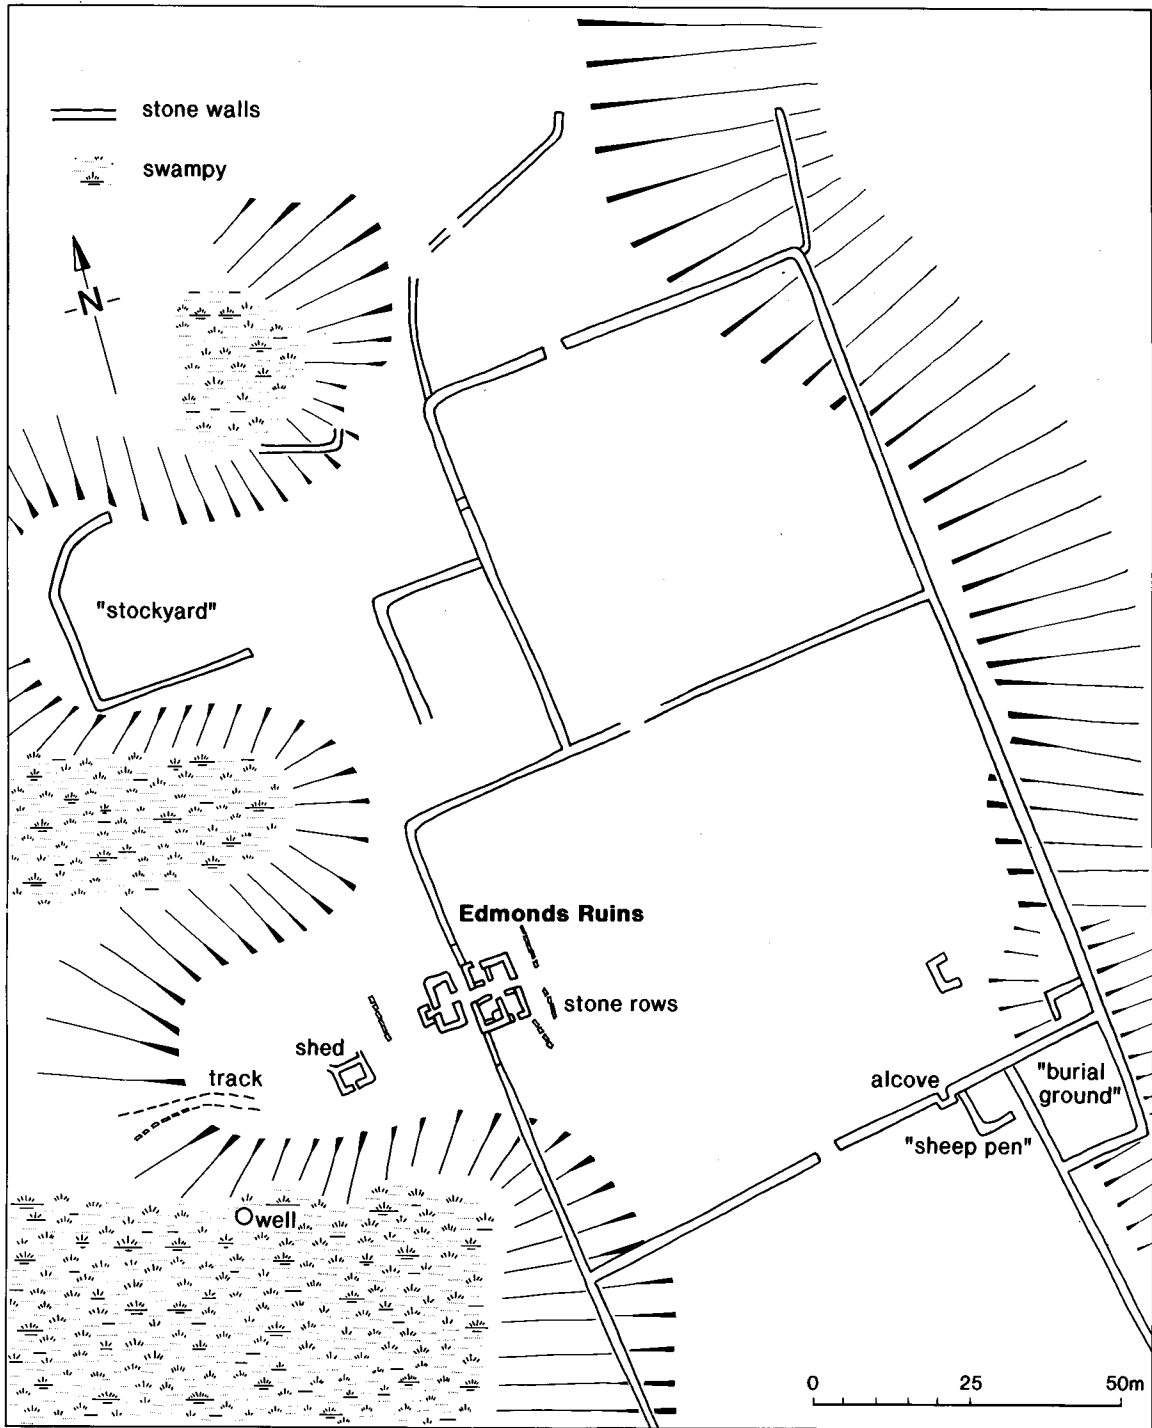 stone walls
swampy
N
"stockyard"
Edmonds Ruins
stone rows
shed
track
alcove
"burial
ground"
"sheep pen"
well
0 25 50m